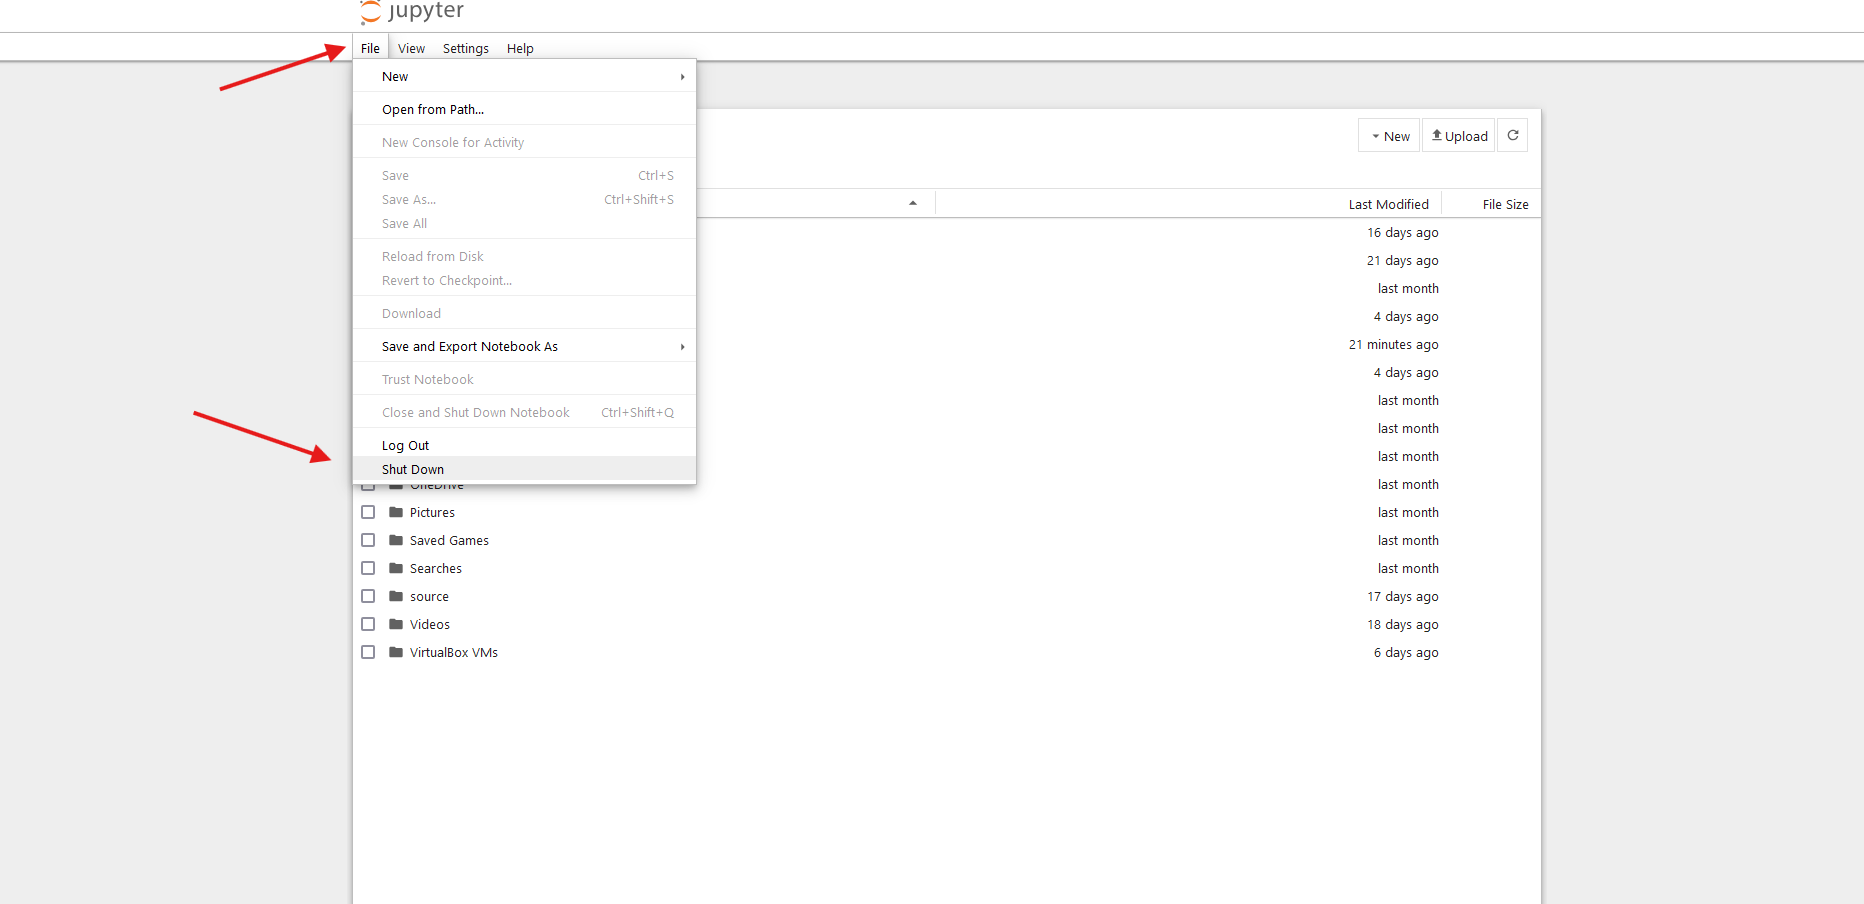 jupyter
File View Settings Help
New
Open from Path...
New Console for Activity
Save Ctrl+S
Save As... Ctrl+Shift+S
Save All
Reload from Disk
Revert to Checkpoint...
Download
Save and Export Notebook As
Trust Notebook
Close and Shut Down Notebook Ctrl+Shift+Q
Log Out
Shut Down
New Upload
Last Modified File Size
16 days ago
21 days ago
last month
4 days ago
21 minutes ago
4 days ago
last month
last month
last month
OneDrive last month
Pictures last month
Saved Games last month
Searches last month
source 17 days ago
Videos 18 days ago
VirtualBox VMs 6 days ago